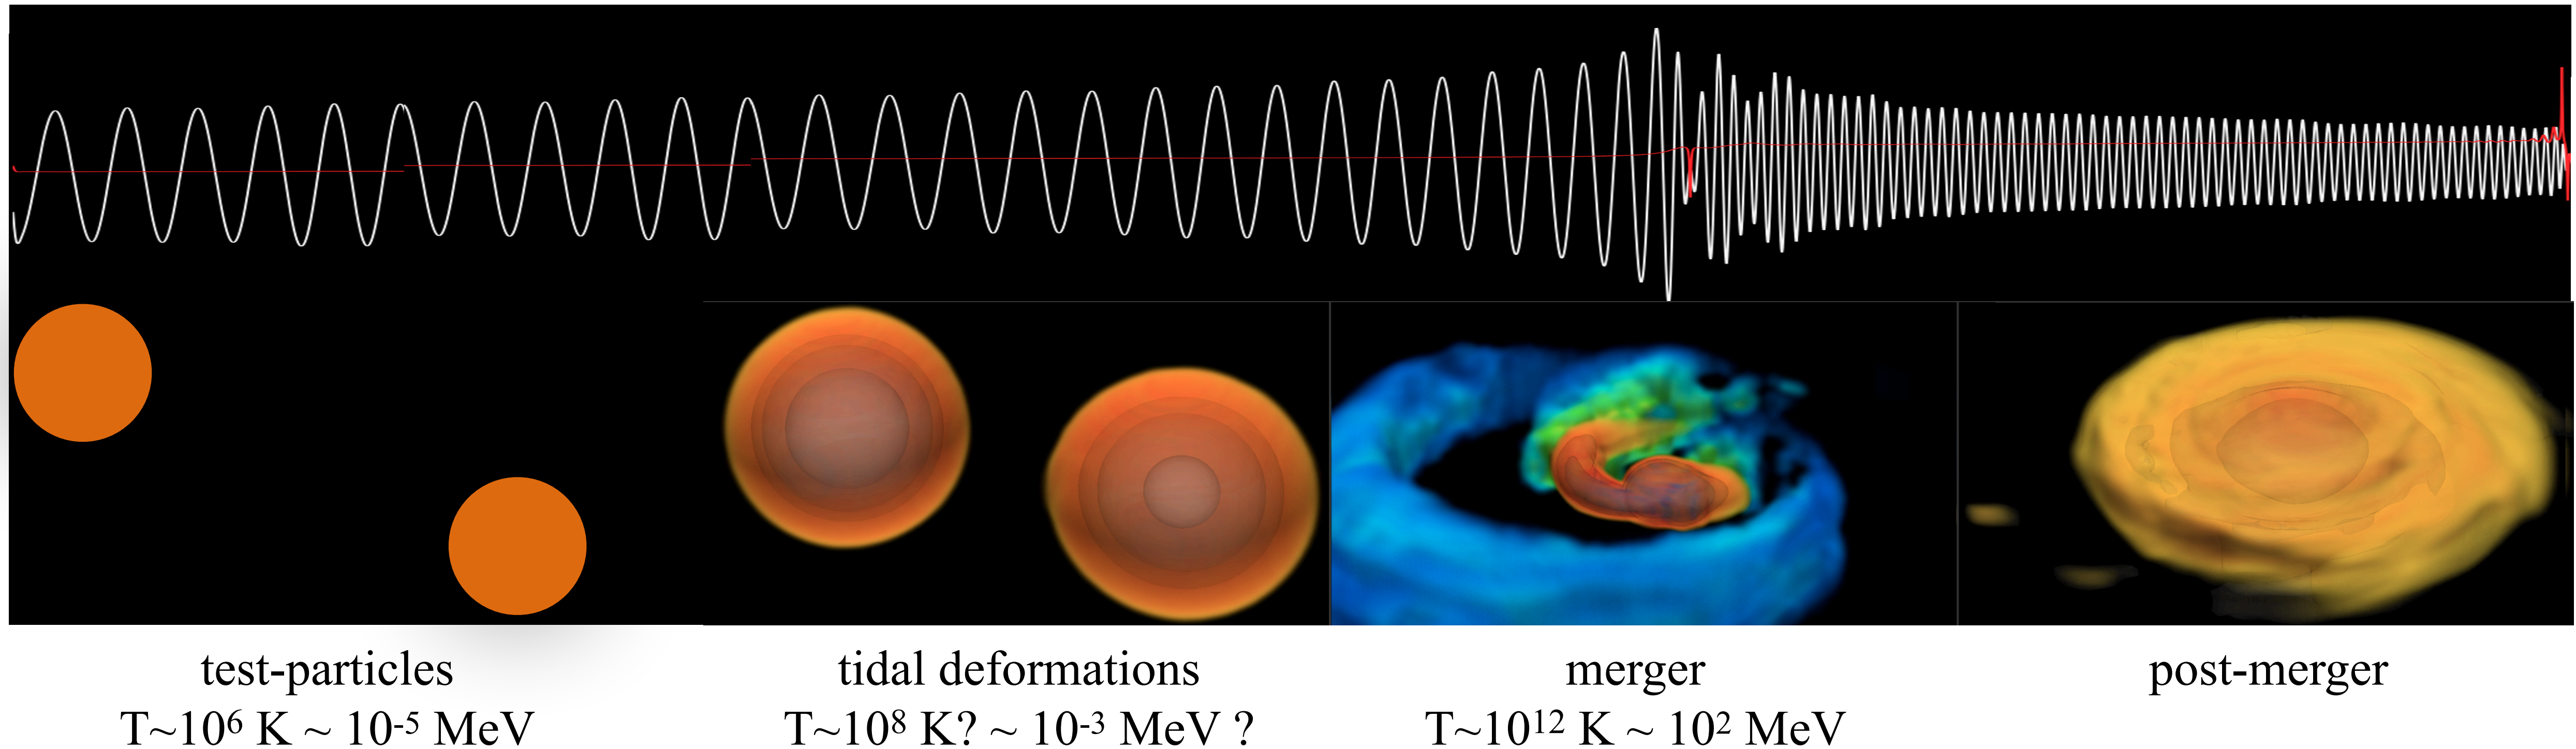 test-particles
T~10⁶ K ~ 10⁻⁵ MeV
tidal deformations
T~10⁸ K? ~ 10⁻³ MeV ?
merger
T~10¹² K ~ 10² MeV
post-merger